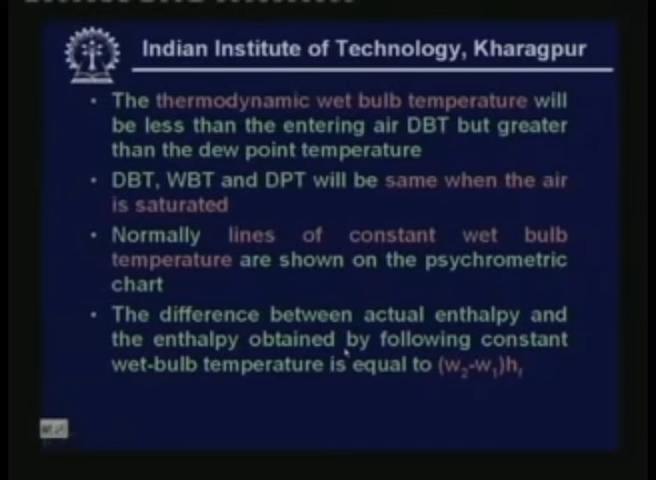 Indian Institute of Technology, Kharagpur
• The thermodynamic wet bulb temperature will
be less than the entering air DBT but greater
than the dew point temperature
• DBT, WBT and DPT will be same when the air
is saturated
• Normally lines of constant wet bulb
temperature are shown on the psychrometric
chart
• The difference between actual enthalpy and
the enthalpy obtained by following constant
wet-bulb temperature is equal to (w₂-w₁)hf